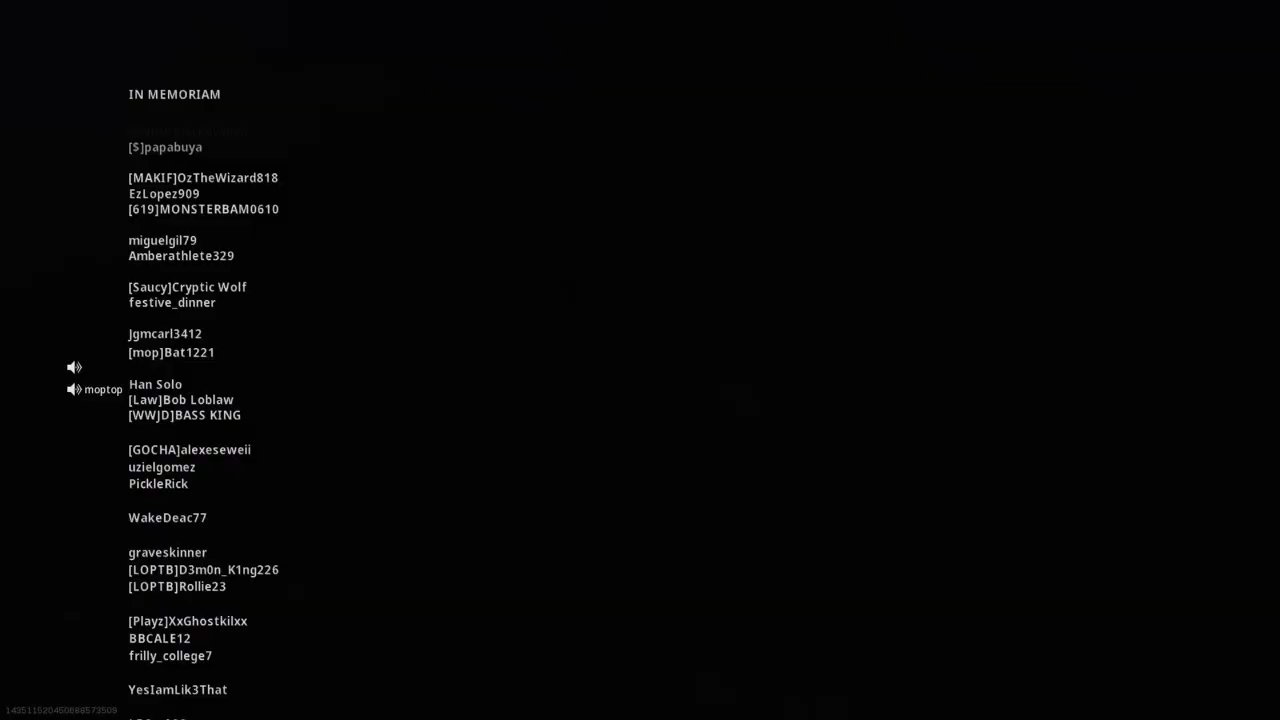 IN MEMORIAM
[$]papabuya
[MAKIF]OzTheWizard818
EzLopez909
[619]MONSTERBAM0610
miguelgil79
Amberathlete329
[Saucy]Cryptic Wolf
festive_dinner
Jgmcarl3412
[mop]Bat1221
moptop
Han Solo
[Law]Bob Loblaw
[WWJD]BASS KING
[GOCHA]alexeseweii
uzielgomez
PickleRick
WakeDeac77
graveskinner
[LOPTB]D3m0n_K1ng226
[LOPTB]Rollie23
[Playz]XxGhostkilxx
BBCALE12
frilly_college7
YesIamLik3That